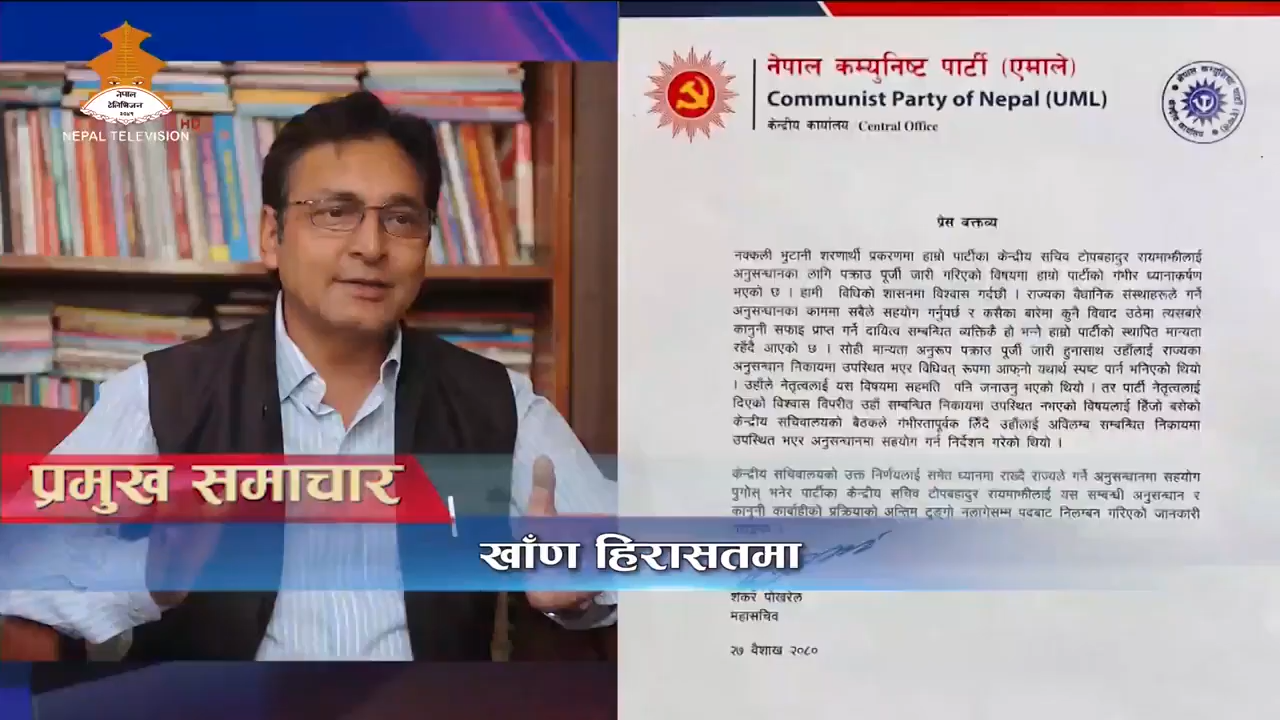 नेपाल
टेलिभिजन
२०४१
NEPAL TELEVISION HD
नेपाल कम्युनिष्ट पार्टी (एमाले)
Communist Party of Nepal (UML)
केन्द्रीय कार्यालय Central Office
प्रेस वक्तव्य
नक्कली भुटानी शरणार्थी प्रकरणमा हाम्रो पार्टीका केन्द्रीय सचिव टोपबहादुर रायमाझीलाई
अनुसन्धानका लागि पक्राउ पूर्जी जारी गरिएको विषयमा हाम्रो पार्टीको गंभीर ध्यानाकर्षण
भएको छ । हामी विधिको शासनमा विश्वास गर्दछौ । राज्यका वैधानिक संस्थाहरूले गर्ने
अनुसन्धानका काममा सबैले सहयोग गर्नुपर्छ र कसैका बारेमा कुनै विवाद उठेमा त्यसबारे
कानुनी सफाइ प्राप्त गर्ने दायित्व सम्बन्धित व्यक्तिकै हो भन्ने हाम्रो पार्टीको स्थापित मान्यता
रहँदै आएको छ । सोही मान्यता अनुरूप पक्राउ पूर्जी जारी हुनासाथ उहाँलाई राज्यका
अनुसन्धान निकायमा उपस्थित भएर विधिवत् रूपमा आफ्नो यथार्थ स्पष्ट पार्न भनिएको थियो
। उहाँले नेतृत्वलाई यस विषयमा सहमति पनि जनाउनु भएको थियो । तर पार्टी नेतृत्वलाई
दिएको विश्वास विपरीत उहाँ सम्बन्धित निकायमा उपस्थित नभएको विषयलाई हिँजो बसेको
केन्द्रीय सचिवालयको बैठकले गंभीरतापूर्वक लिँदै उहाँलाई अविलम्ब सम्बन्धित निकायमा
उपस्थित भएर अनुसन्धानमा सहयोग गर्न निर्देशन गरेको थियो ।
केन्द्रीय सचिवालयको उक्त निर्णयलाई समेत ध्यानमा राख्दै राज्यले गर्ने अनुसन्धानमा सहयोग
पुगोस् भनेर पार्टीका केन्द्रीय सचिव टोपबहादुर रायमाझीलाई यस सम्बन्धी अनुसन्धान र
कानुनी कार्बाहीको प्रक्रियाको अन्तिम टुङ्गो नलागेसम्म पदबाट निलम्बन गरिएको जानकारी
प्रमुख समाचार
खाँण हिरासतमा
शंकर पोखरेल
महासचिव
२७ वैशाख २०८०